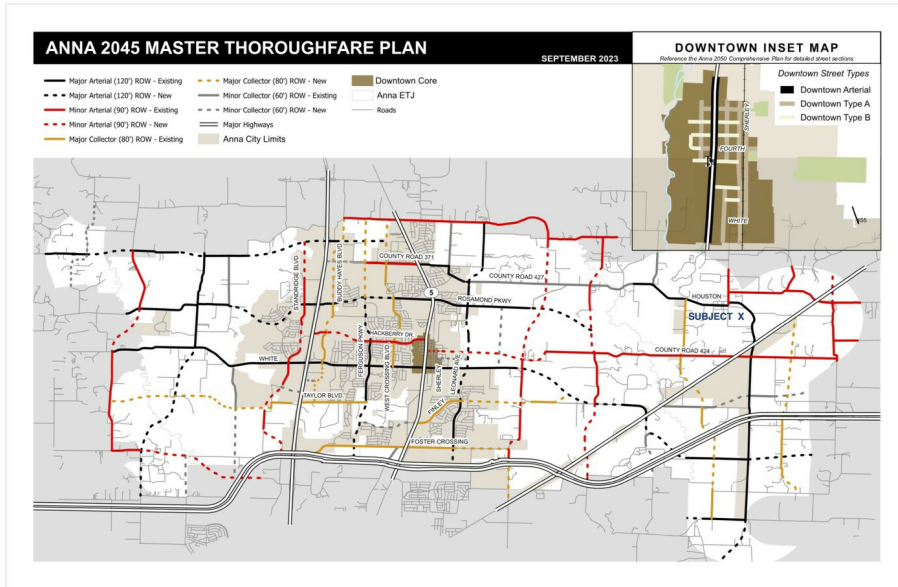 ANNA 2045 MASTER THOROUGHFARE PLAN
SEPTEMBER 2023
Major Arterial (120') ROW - Existing
Major Arterial (120') ROW - New
Minor Arterial (90') ROW - Existing
Minor Arterial (90') ROW - New
Major Collector (80') ROW - Existing
Major Collector (80') ROW - New
Minor Collector (60') ROW - Existing
Minor Collector (60') ROW - New
Major Highways
Anna City Limits
Downtown Core
Anna ETJ
Roads
DOWNTOWN INSET MAP
Reference the Anna 2050 Comprehensive Plan for detailed street sections
Downtown Street Types
Downtown Arterial
Downtown Type A
Downtown Type B
SHERLEY
FOURTH
5
WHITE
455
COUNTY ROAD 371
COUNTY ROAD 427
STANDRIDGE BLVD.
BUDDY HAYES BLVD.
5
ROSAMOND PKWY
HOUSTON
SUBJECT X
HACKBERRY DR.
WHITE
FERGUSON PKWY
WEST CROSSING BLVD.
SHERLEY
LEONARD AVE.
COUNTY ROAD 424
TAYLOR BLVD.
FINLEY
FOSTER CROSSING